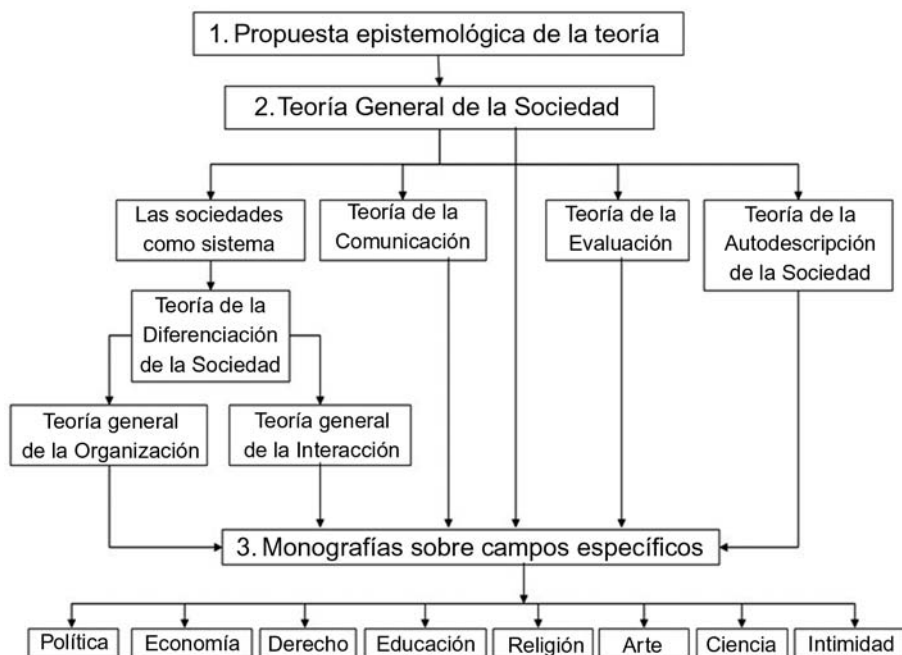 1. Propuesta epistemológica de la teoría
2. Teoría General de la Sociedad
Las sociedades
como sistema
Teoría de la
Comunicación
Teoría de la
Evaluación
Teoría de la
Autodescripción
de la Sociedad
Teoría de la
Diferenciación
de la Sociedad
Teoría general
de la Organización
Teoría general
de la Interacción
3. Monografías sobre campos específicos
Política
Economía
Derecho
Educación
Religión
Arte
Ciencia
Intimidad